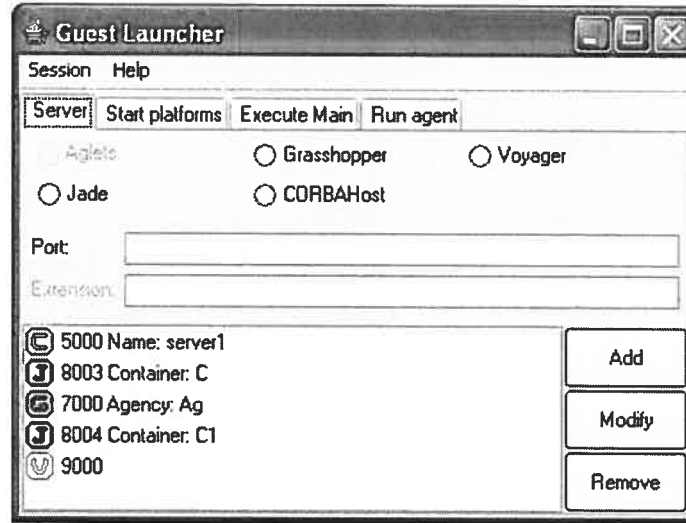 Guest Launcher
Session Help
Server Start platforms Execute Main Run agent
Aglets Grasshopper Voyager
Jade CORBAHost
Port:
Extension:
C 5000 Name: server1
J 8003 Container: C
G 7000 Agency: Ag
J 8004 Container: C1
V 9000
Add
Modify
Remove